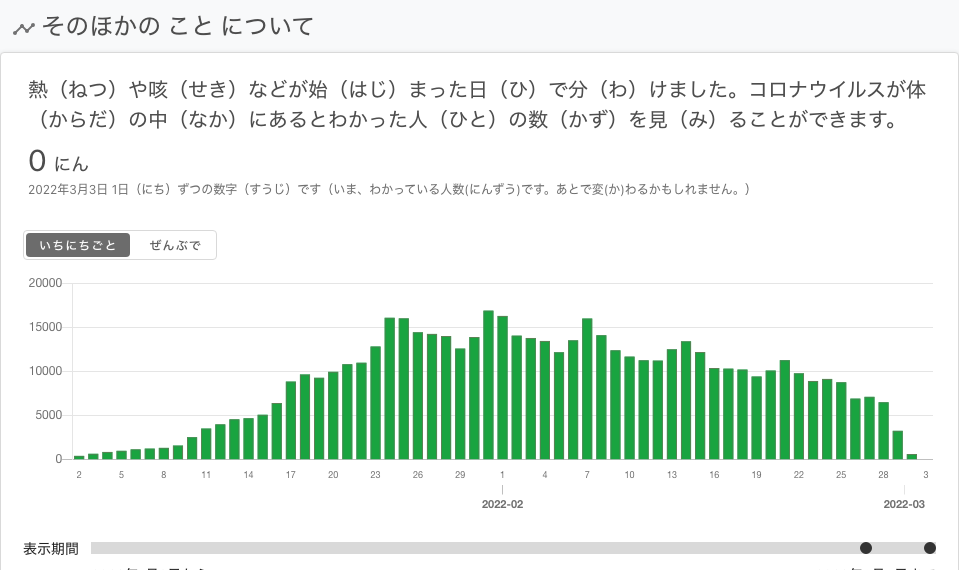 そのほかの こと について
熱（ねつ）や咳（せき）などが始（はじ）まった日（ひ）で分（わ）けました。コロナウイルスが体
（からだ）の中（なか）にあるとわかった人（ひと）の数（かず）を見（み）ることができます。
0 にん
2022年3月3日 1日（にち）ずつの数字（すうじ）です（いま、わかっている人数(にんずう)です。あとで変(か)わるかもしれません。）
いちにちごと ぜんぶで
20000
15000
10000
5000
0
2 5 8 11 14 17 20 23 26 29 1 4 7 10 13 16 19 22 25 28 3
2022-02 2022-03
表示期間